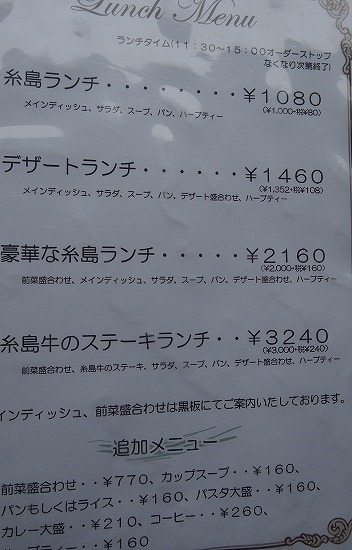 Lunch Menu
ランチタイム(11:30~15:00オーダーストップ
なくなり次第終了)
糸島ランチ・・・・・・・・¥1080
(¥1,000+税¥80)
メインディッシュ、サラダ、スープ、パン、ハーブティー
デザートランチ・・・・・・・¥1460
(¥1,352+税¥108)
メインディッシュ、サラダ、スープ、パン、デザート盛合わせ、ハーブティー
豪華な糸島ランチ・・・・・¥2160
(¥2,000+税¥160)
前菜盛合わせ、メインディッシュ、サラダ、スープ、パン、デザート盛合わせ、ハーブティー
糸島牛のステーキランチ・・¥3240
(¥3,000+税¥240)
前菜盛合わせ、糸島牛のステーキ、サラダ、スープ、パン、デザート盛合わせ、ハーブティー
インディッシュ、前菜盛合わせは黒板にてご案内いたしております。
追加メニュー
前菜盛合わせ・・¥770、カップスープ・・¥160、
パンもしくはライス・・¥160、パスタ大盛・・¥160、
カレー大盛・・¥210、コーヒー・・¥260、
ーブティー・・¥160